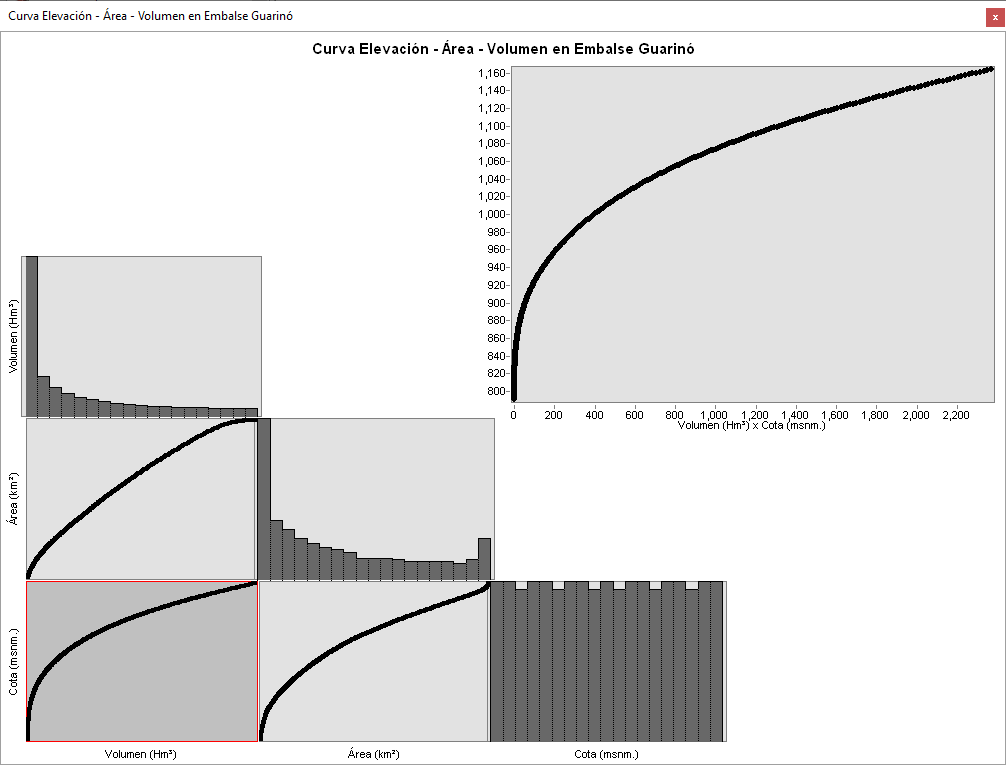 Curva Elevación - Área - Volumen en Embalse Guarinó
x
Curva Elevación - Área - Volumen en Embalse Guarinó
1,160
1,140
1,120
1,100
1,080
1,060
1,040
1,020
1,000
980
960
940
920
900
880
860
840
820
800
0 200 400 600 800 1,000 1,200 1,400 1,600 1,800 2,000 2,200
Volumen (Hm³) x Cota (msnm.)
Volumen (Hm³)
Área (km²)
Cota (msnm.)
Volumen (Hm³) Área (km²) Cota (msnm.)